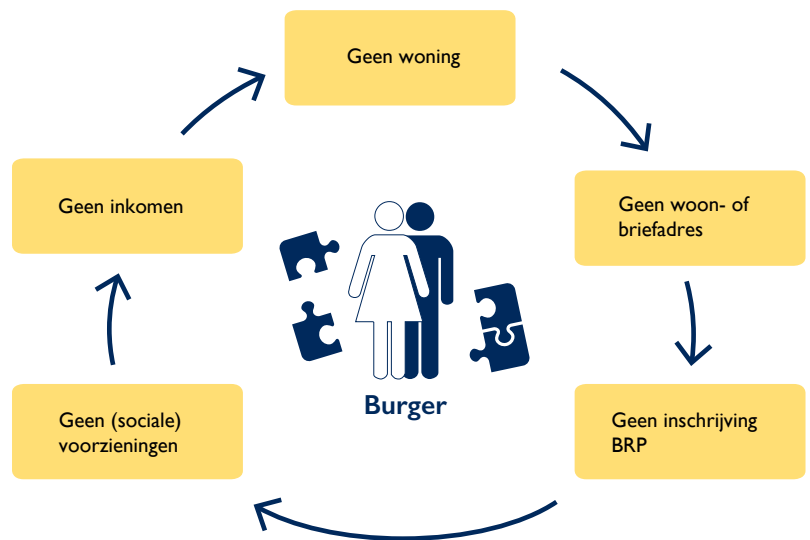 Geen woning
Geen woon- of
briefadres
Geen inschrijving
BRP
Geen (sociale)
voorzieningen
Geen inkomen
Burger